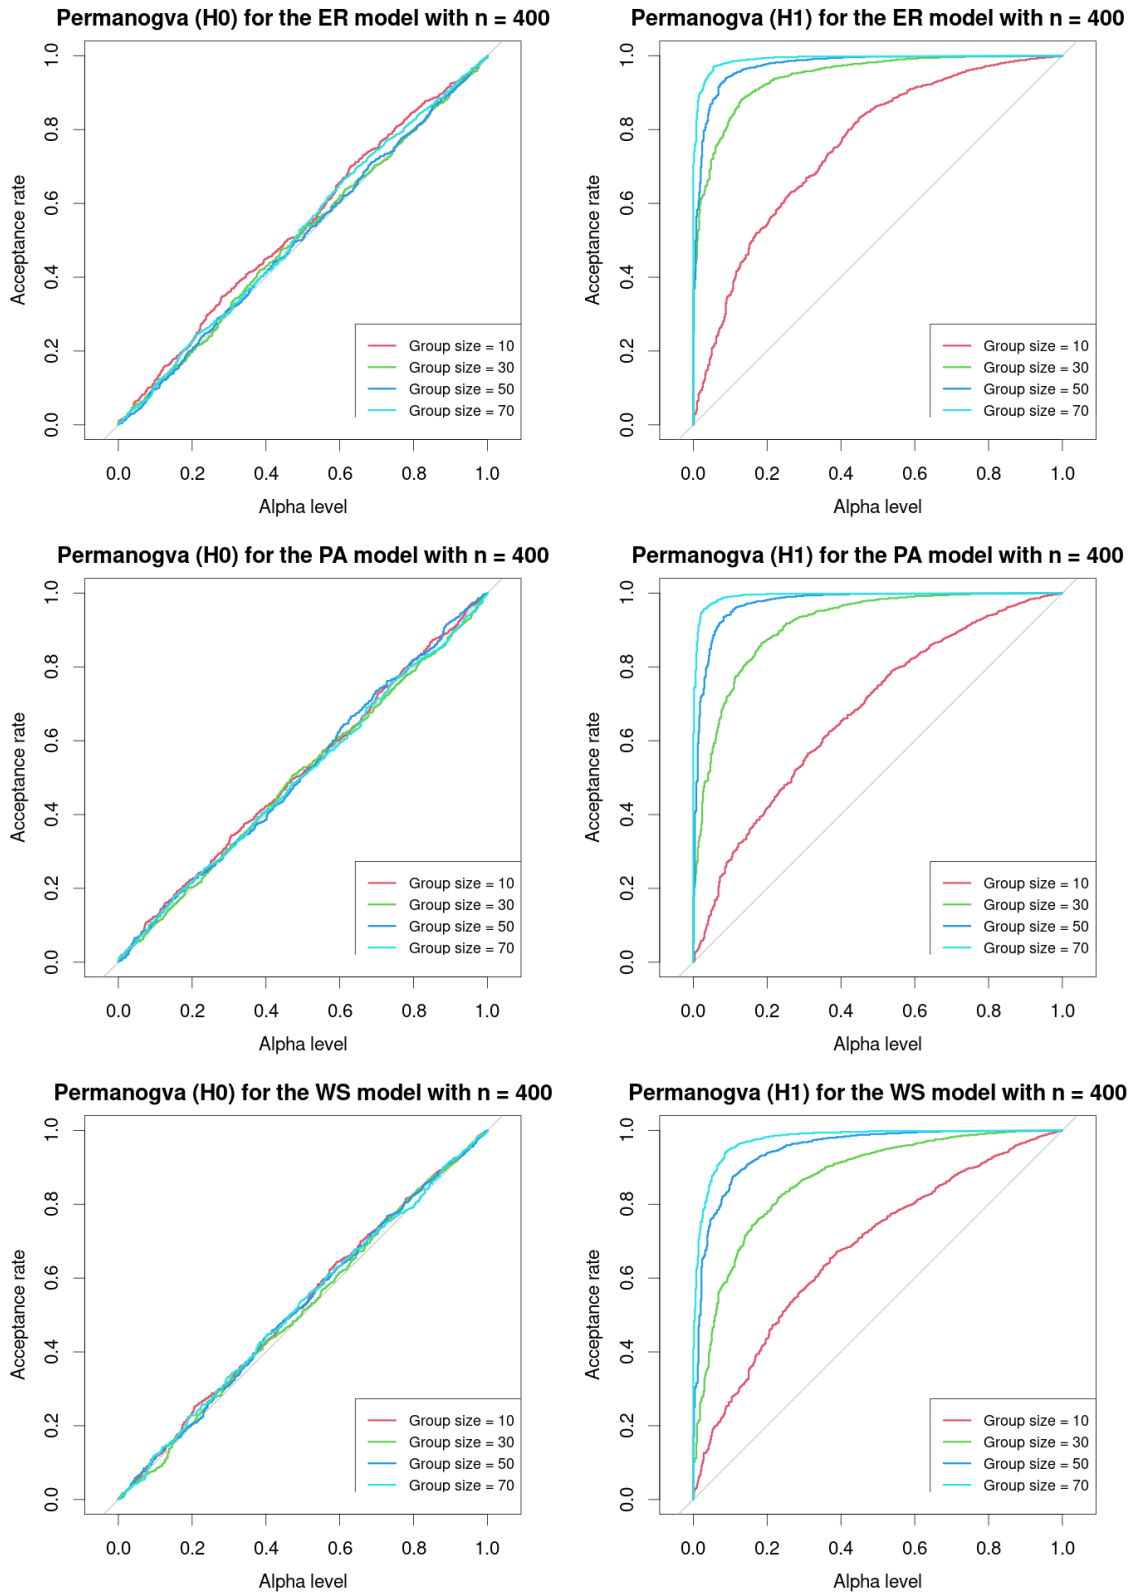 Permanogva (H0) for the ER model with n = 400
Acceptance rate
0.0 0.2 0.4 0.6 0.8 1.0
Group size = 10
Group size = 30
Group size = 50
Group size = 70
0.0 0.2 0.4 0.6 0.8 1.0
Alpha level
Permanogva (H1) for the ER model with n = 400
Acceptance rate
0.0 0.2 0.4 0.6 0.8 1.0
Group size = 10
Group size = 30
Group size = 50
Group size = 70
0.0 0.2 0.4 0.6 0.8 1.0
Alpha level
Permanogva (H0) for the PA model with n = 400
Acceptance rate
0.0 0.2 0.4 0.6 0.8 1.0
Group size = 10
Group size = 30
Group size = 50
Group size = 70
0.0 0.2 0.4 0.6 0.8 1.0
Alpha level
Permanogva (H1) for the PA model with n = 400
Acceptance rate
0.0 0.2 0.4 0.6 0.8 1.0
Group size = 10
Group size = 30
Group size = 50
Group size = 70
0.0 0.2 0.4 0.6 0.8 1.0
Alpha level
Permanogva (H0) for the WS model with n = 400
Acceptance rate
0.0 0.2 0.4 0.6 0.8 1.0
Group size = 10
Group size = 30
Group size = 50
Group size = 70
0.0 0.2 0.4 0.6 0.8 1.0
Alpha level
Permanogva (H1) for the WS model with n = 400
Acceptance rate
0.0 0.2 0.4 0.6 0.8 1.0
Group size = 10
Group size = 30
Group size = 50
Group size = 70
0.0 0.2 0.4 0.6 0.8 1.0
Alpha level